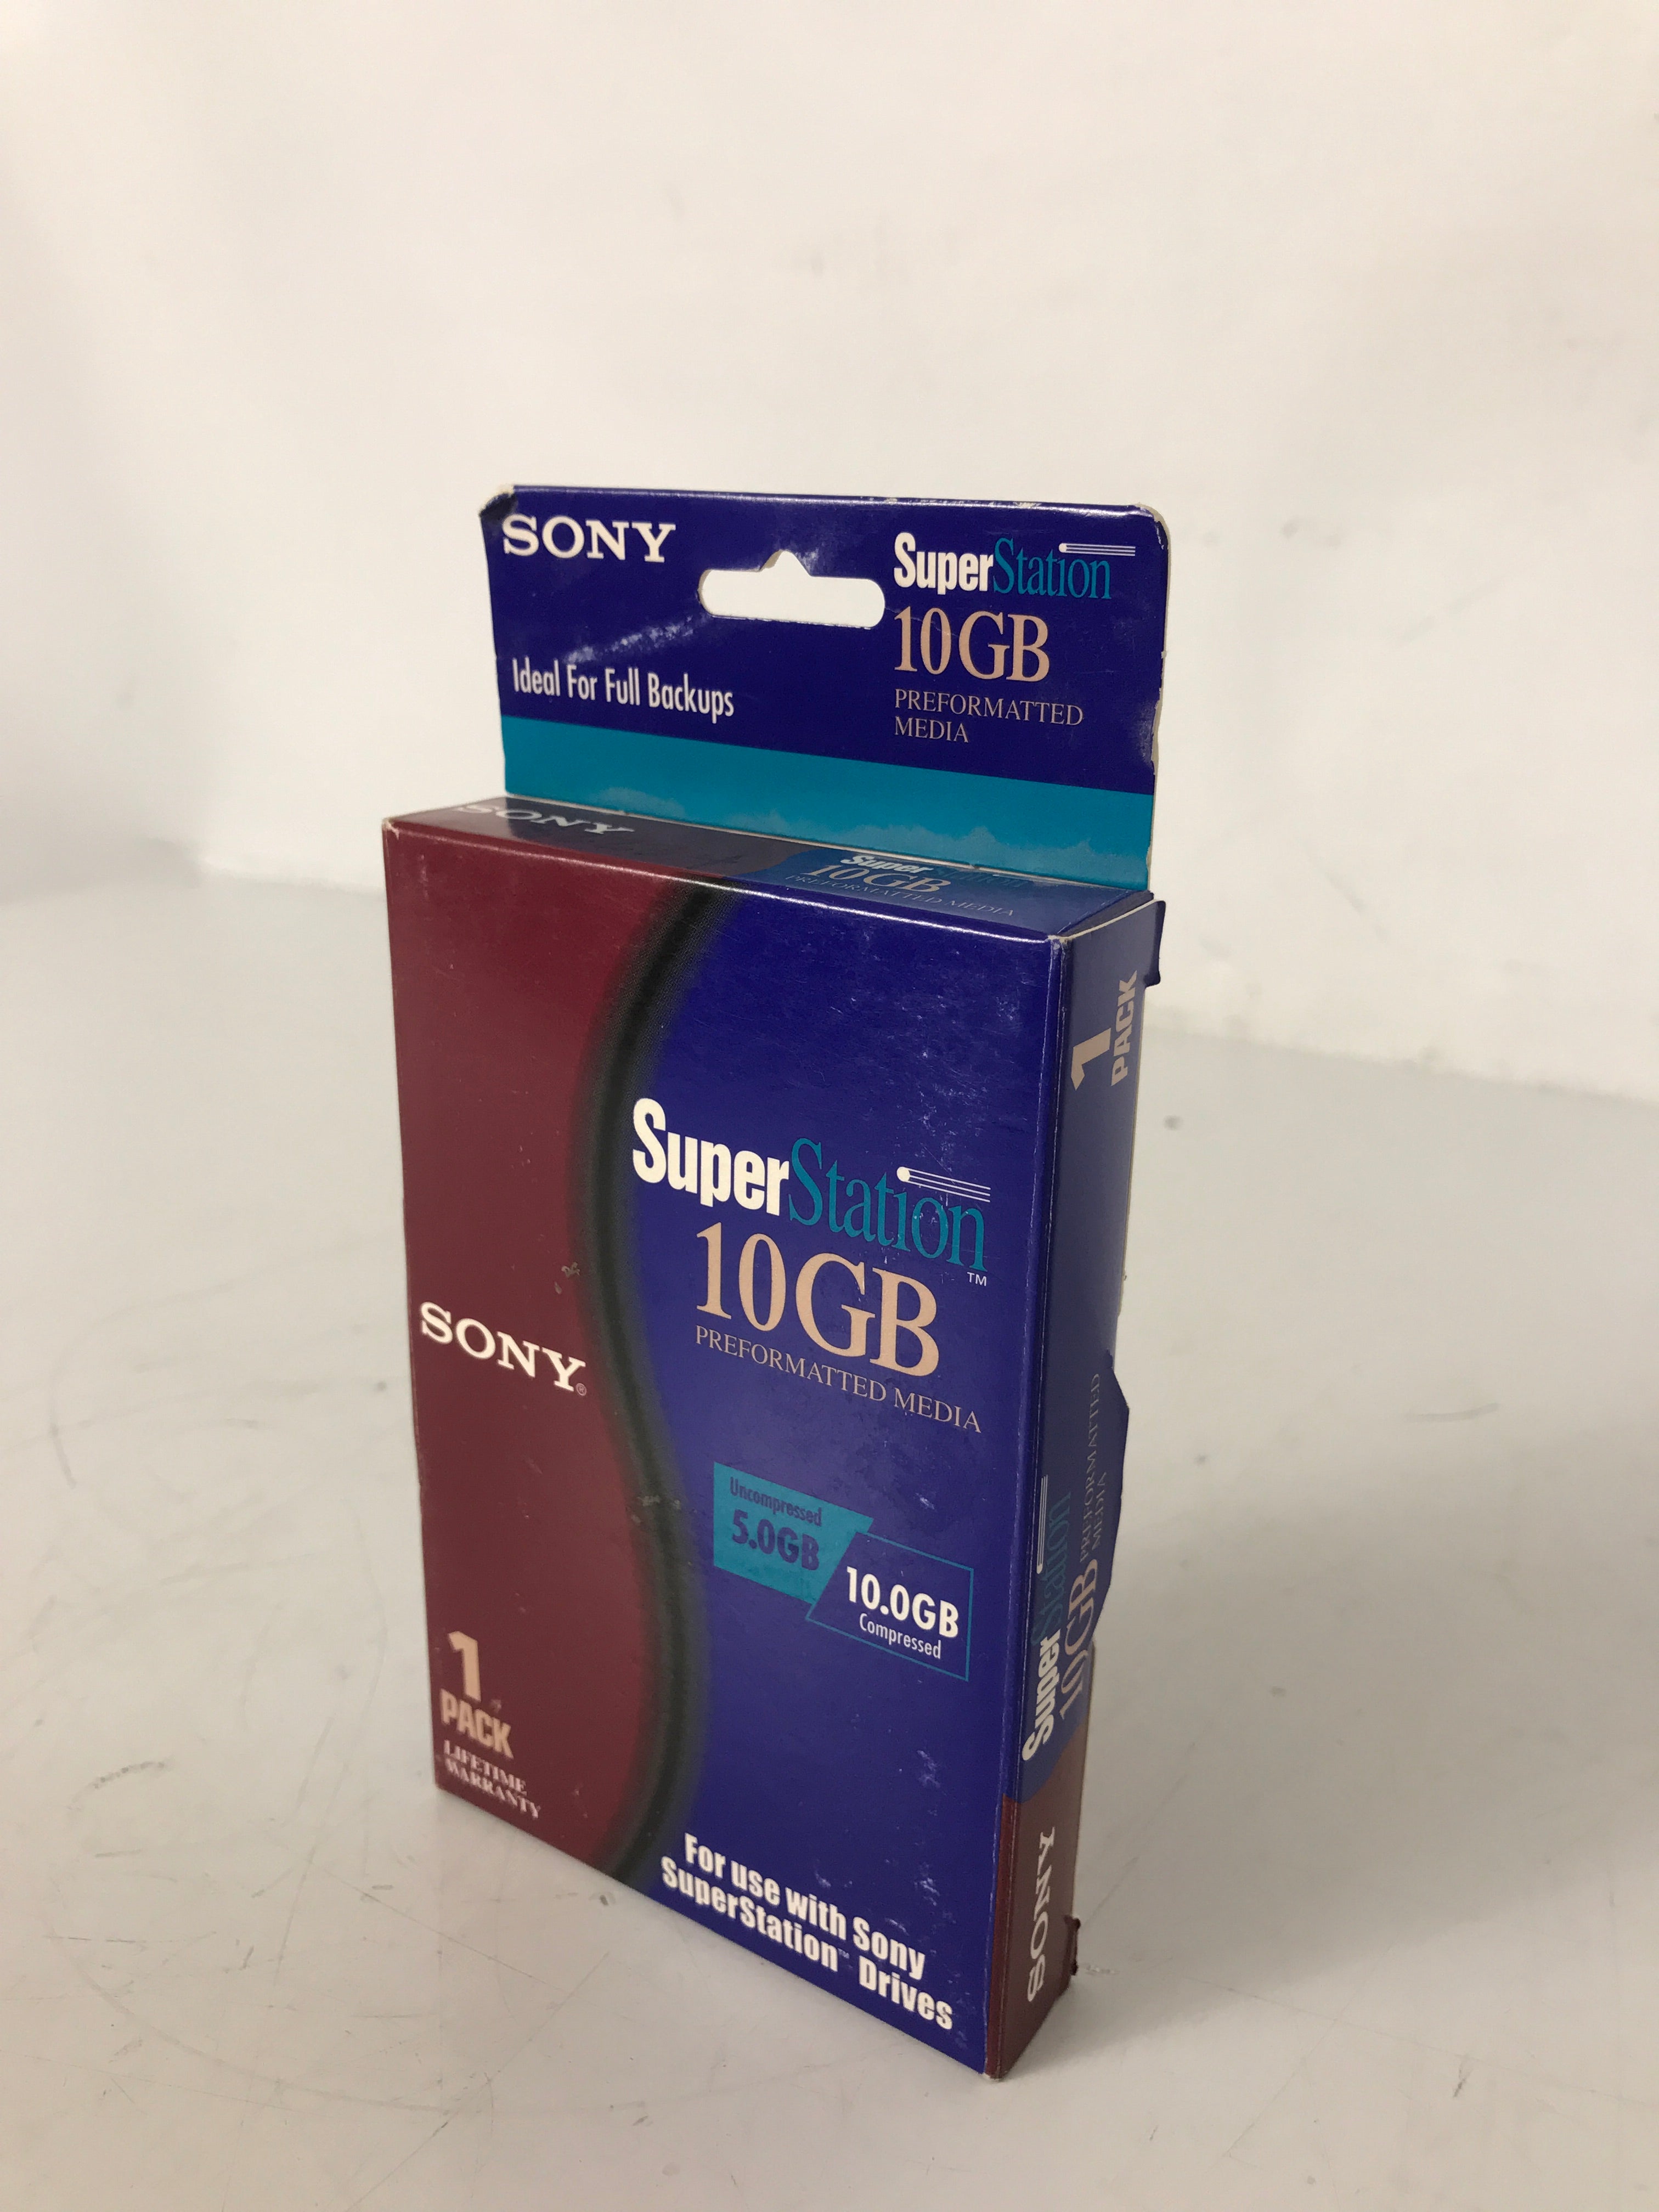 SONY
SuperStation
10GB
PREFORMATTED
MEDIA
Ideal For Full Backups
SONY
Super
10GB
PREFORMATTED MEDIA
SuperStation™
10GB
PREFORMATTED MEDIA
SONY®
Uncompressed
5.0GB
10.0GB
Compressed
1
PACK
LIFETIME
WARRANTY
For use with Sony
SuperStation™ Drives
1
PACK
SuperStation
10GB
PREFORMATTED
MEDIA
SONY